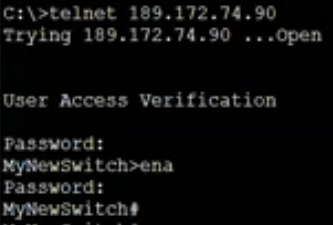 C:\>telnet 189.172.74.90
Trying 189.172.74.90 ...Open
User Access Verification
Password:
MyNewSwitch>ena
Password:
MyNewSwitch#